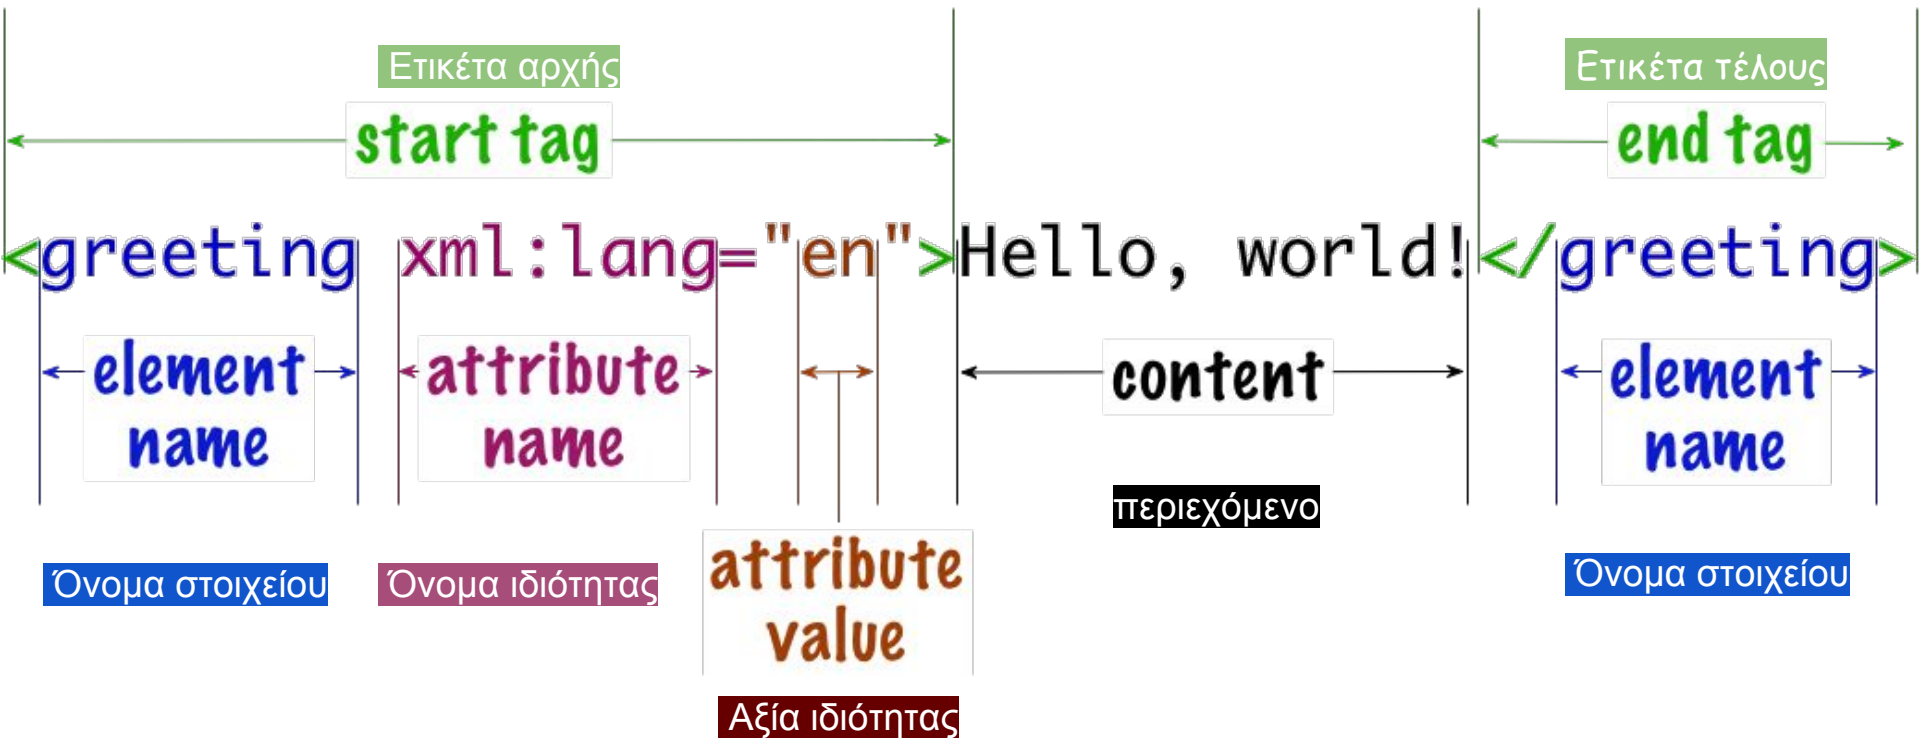 Ετικέτα αρχής
Ετικέτα τέλους
start tag
end tag
<greeting xml:lang="en">Hello, world!</greeting>
element
name
attribute
name
content
element
name
περιεχόμενο
Όνομα στοιχείου
Όνομα ιδιότητας
attribute
value
Όνομα στοιχείου
Αξία ιδιότητας